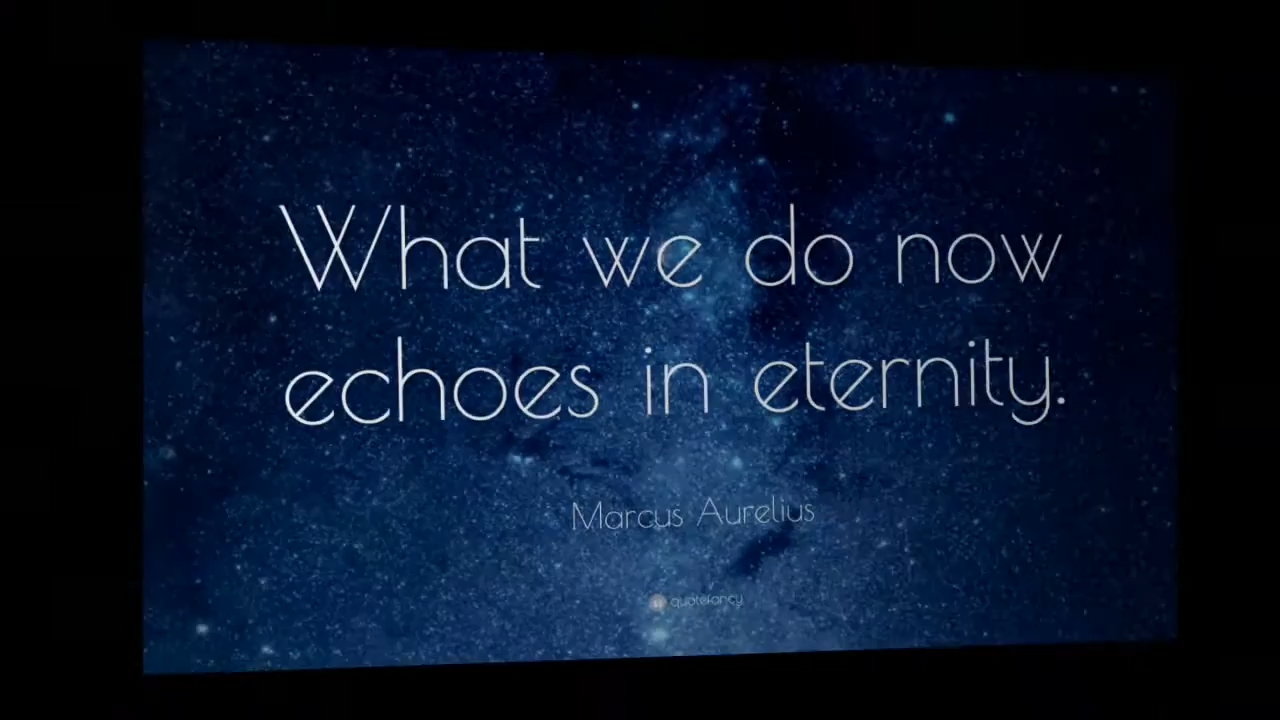 What we do now
echoes in eternity.
Marcus Aurelius
quotefancy